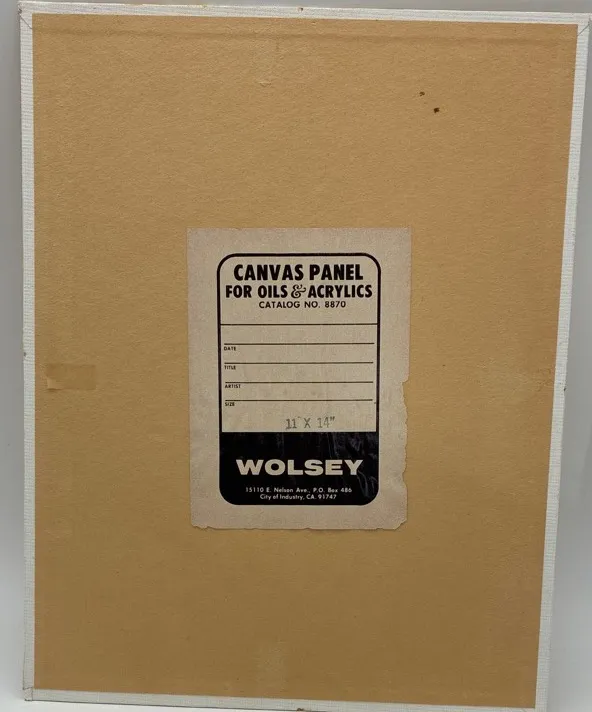 CANVAS PANEL
FOR OILS & ACRYLICS
CATALOG NO. 8870
DATE
TITLE
ARTIST
SIZE
11 X 14"
WOLSEY
15110 E. Nelson Ave., P.O. Box 486
City of Industry, CA. 91747